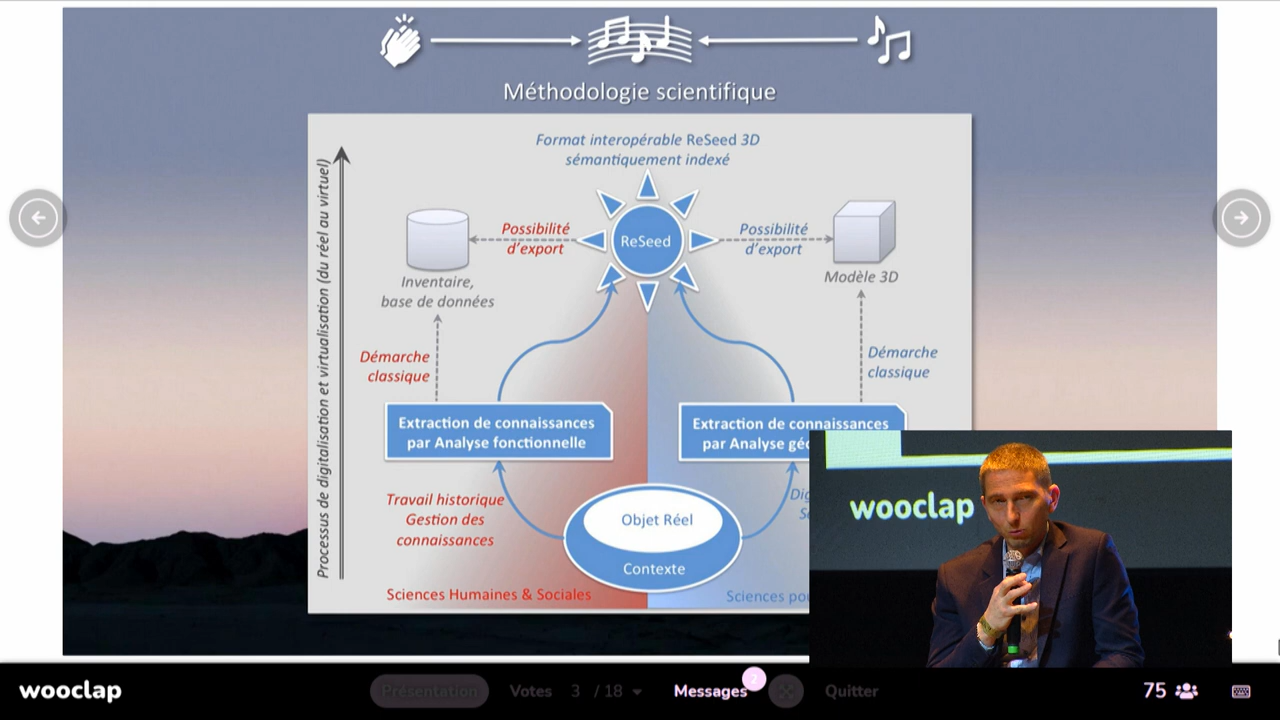 Méthodologie scientifique
Format interopérable ReSeed 3D
sémantiquement indexé
Processus de digitalisation et virtualisation (du réel au virtuel)
Possibilité
d'export
ReSeed
Possibilité
d'export
Inventaire,
base de données
Modèle 3D
Démarche
classique
Démarche
classique
Extraction de connaissances
par Analyse fonctionnelle
Extraction de connaissances
par Analyse
Travail historique
Gestion des
connaissances
Objet Réel
Contexte
Sciences Humaines & Sociales
Sciences
wooclap
wooclap
Présentation
Votes
3 / 18
Messages
2
Quitter
75